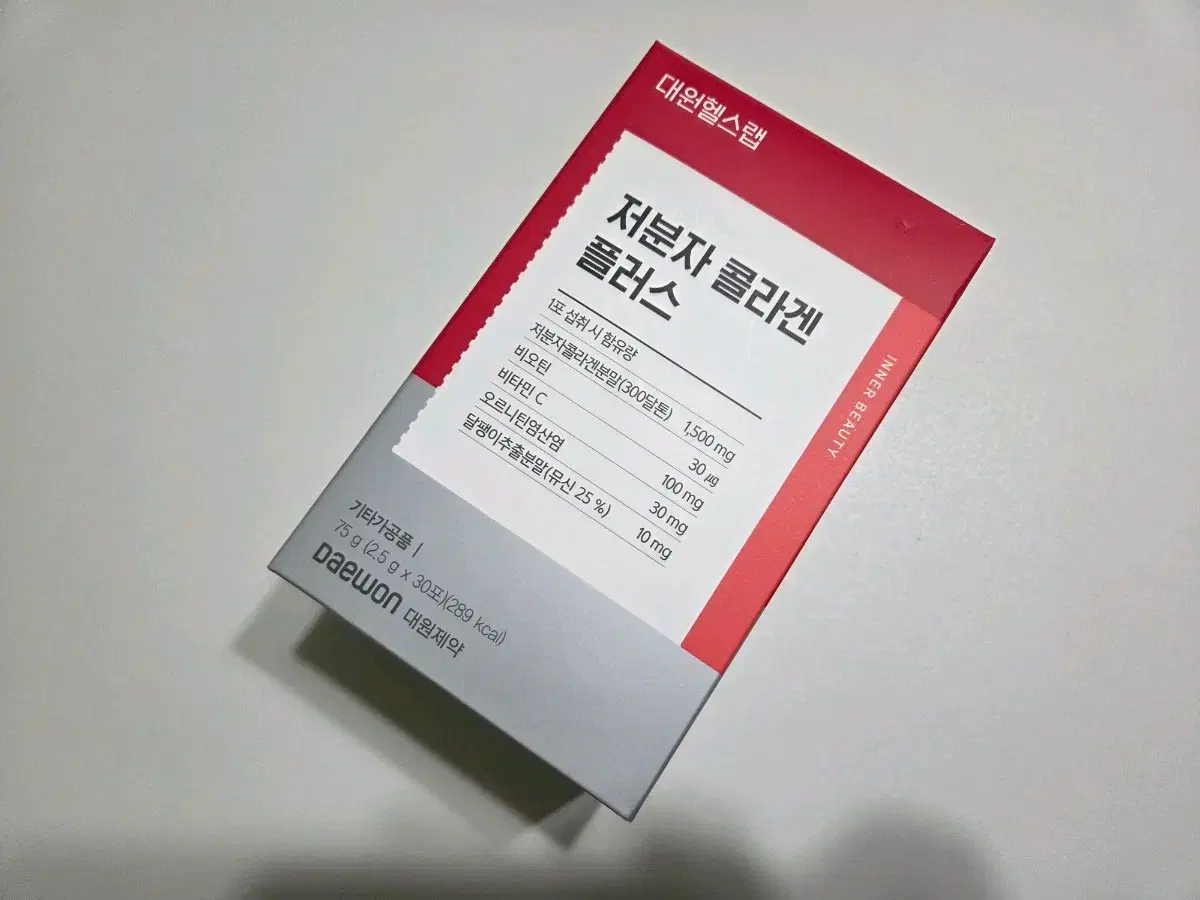 대원헬스랩
저분자 콜라겐
플러스
1포 섭취 시 함유량
저분자콜라겐분말(300달톤) 1,500 mg
비오틴 30 ㎍
비타민 C 100 mg
오르니틴염산염 30 mg
달팽이추출분말(뮤신 25 %) 10 mg
INNER BEAUTY
기타가공품 |
75 g (2.5 g x 30포)(289 kcal)
Daewon 대원제약